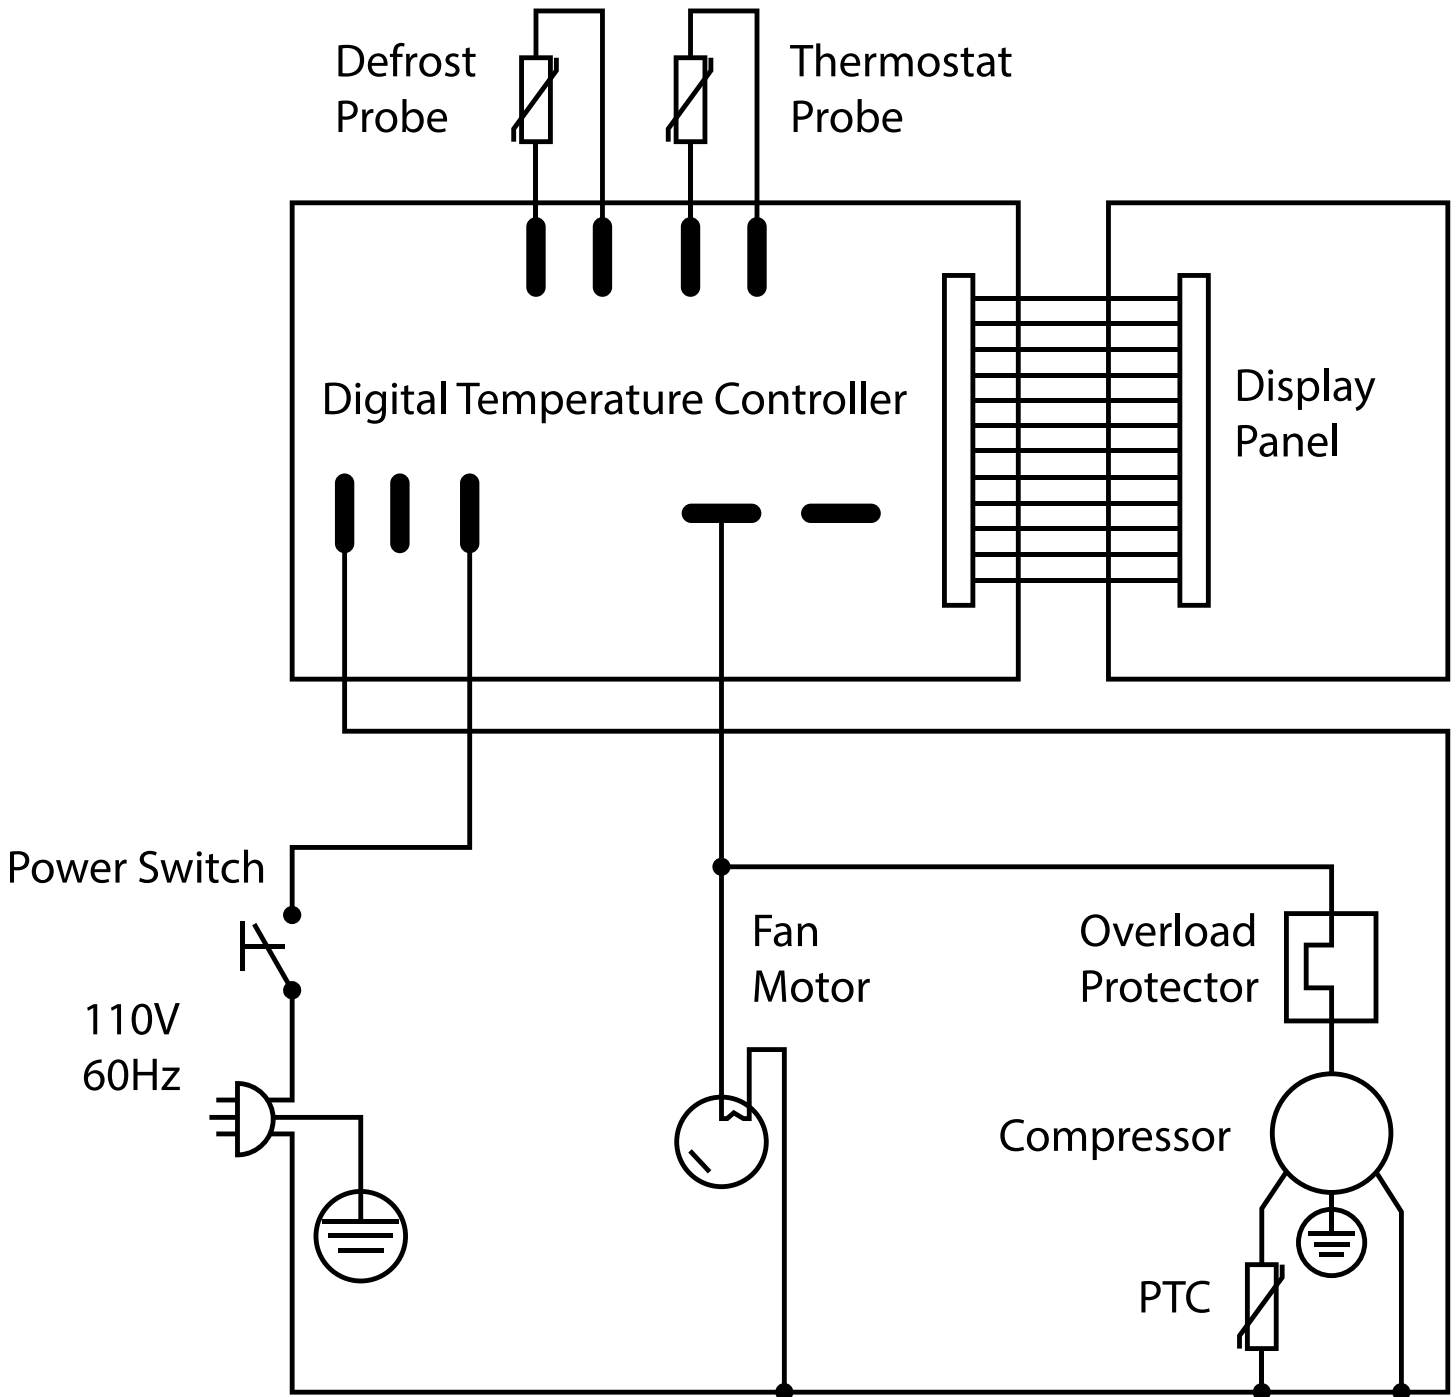 Defrost
Probe
Thermostat
Probe
Digital Temperature Controller
Display
Panel
Power Switch
110V
60Hz
Fan
Motor
Overload
Protector
Compressor
PTC